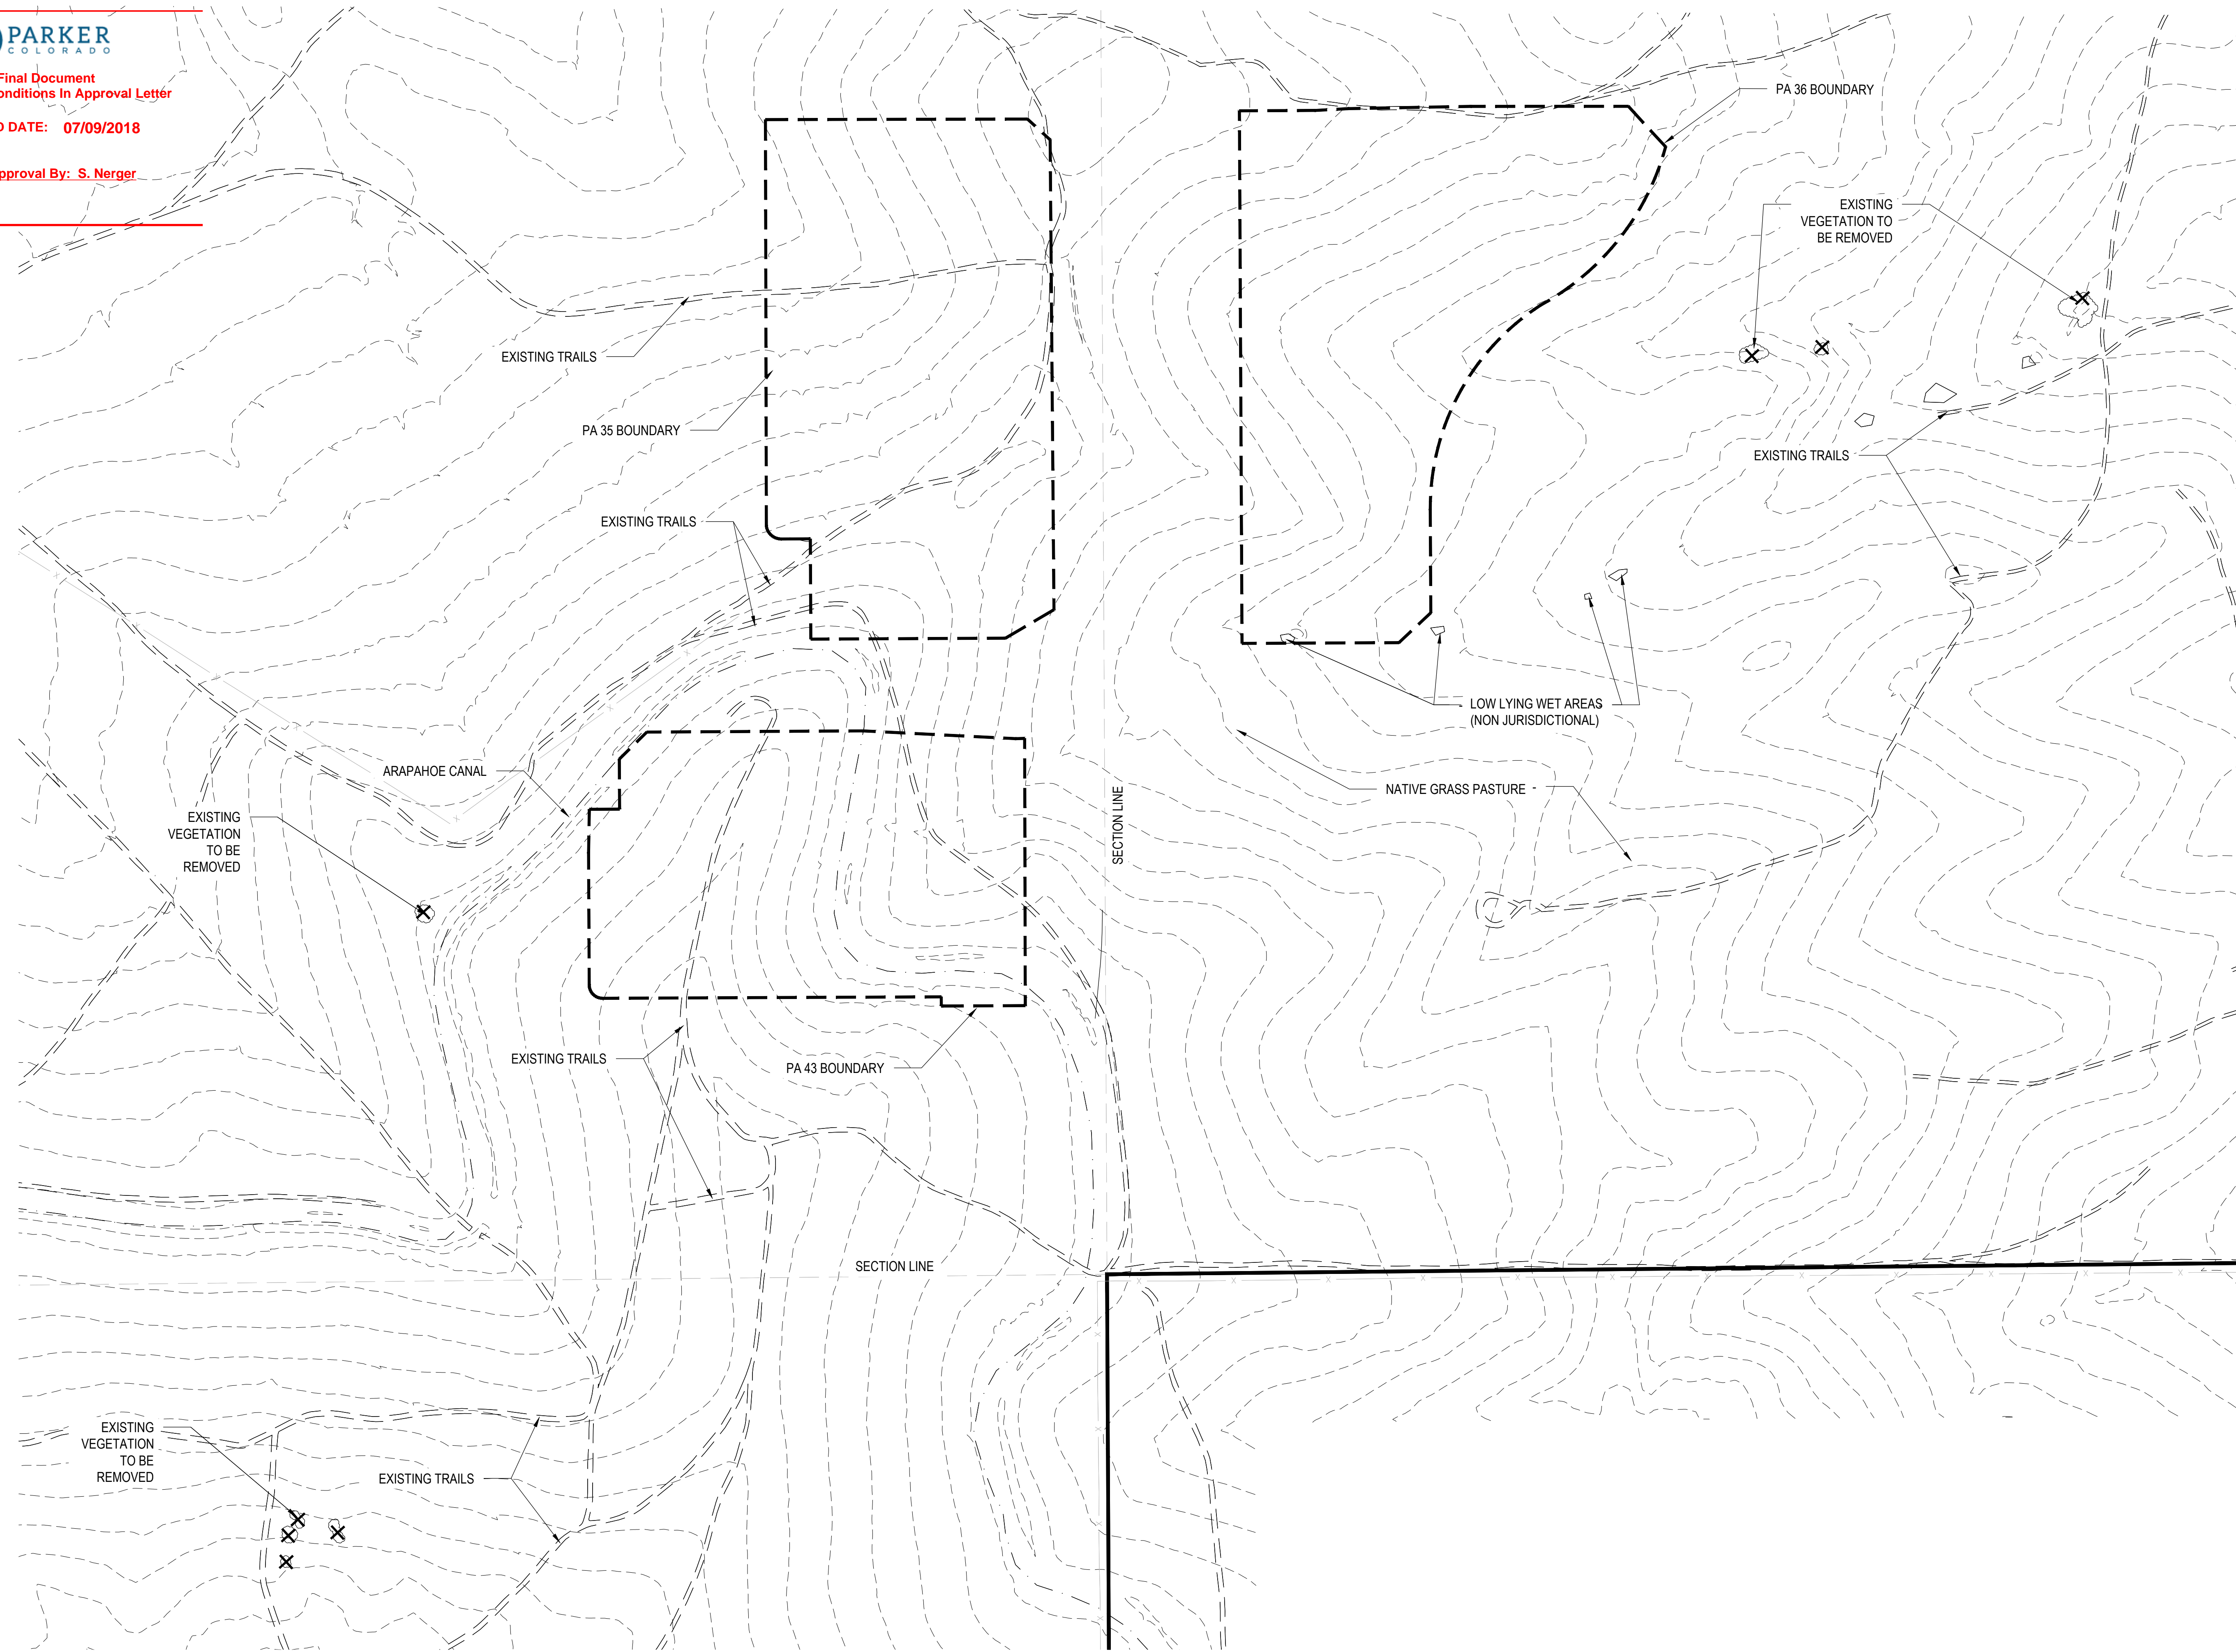 PARKER
COLORADO
Final Document
Conditions In Approval Letter
DATE: 07/09/2018
Approval By: S. Nerger
PA 36 BOUNDARY
EXISTING
VEGETATION TO
BE REMOVED
EXISTING TRAILS
PA 35 BOUNDARY
EXISTING TRAILS
EXISTING TRAILS
LOW LYING WET AREAS
(NON JURISDICTIONAL)
ARAPAHOE CANAL
NATIVE GRASS PASTURE
SECTION LINE
EXISTING
VEGETATION
TO BE
REMOVED
EXISTING TRAILS
PA 43 BOUNDARY
SECTION LINE
EXISTING
VEGETATION
TO BE
REMOVED
EXISTING TRAILS